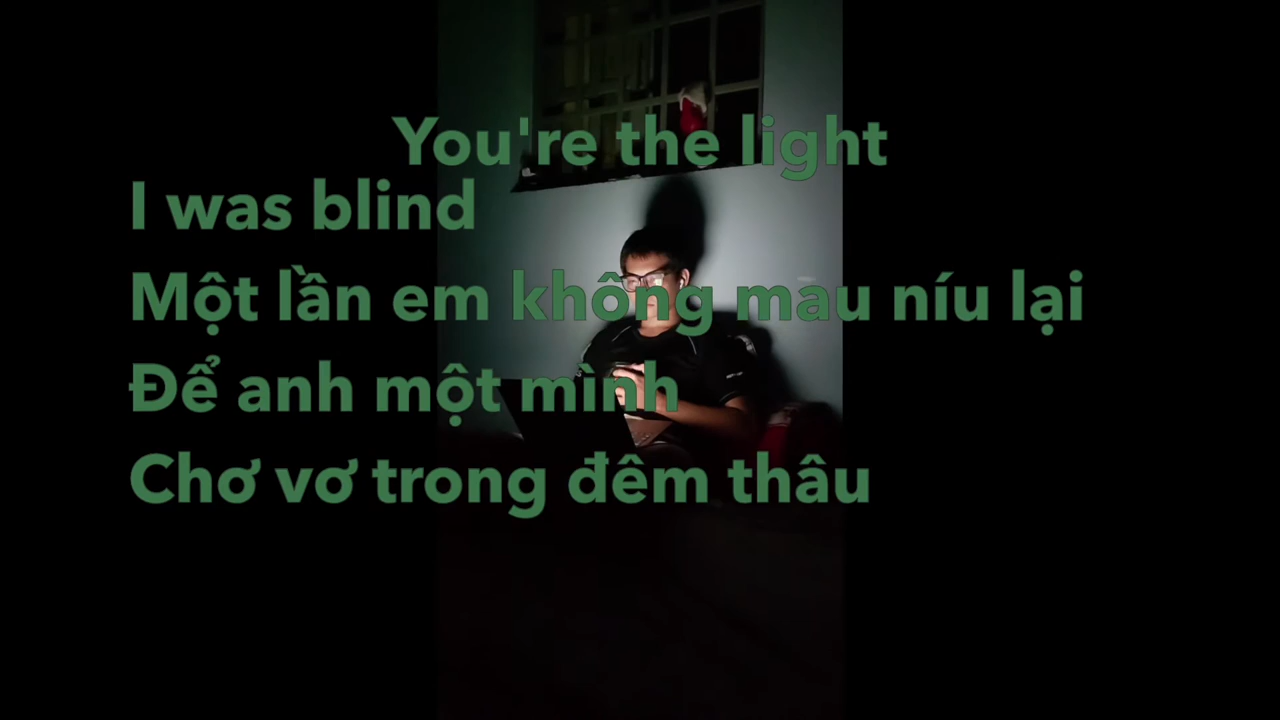 You're the light
I was blind
Một lần em không mau níu lại
Để anh một mình
Chơ vơ trong đêm thâu